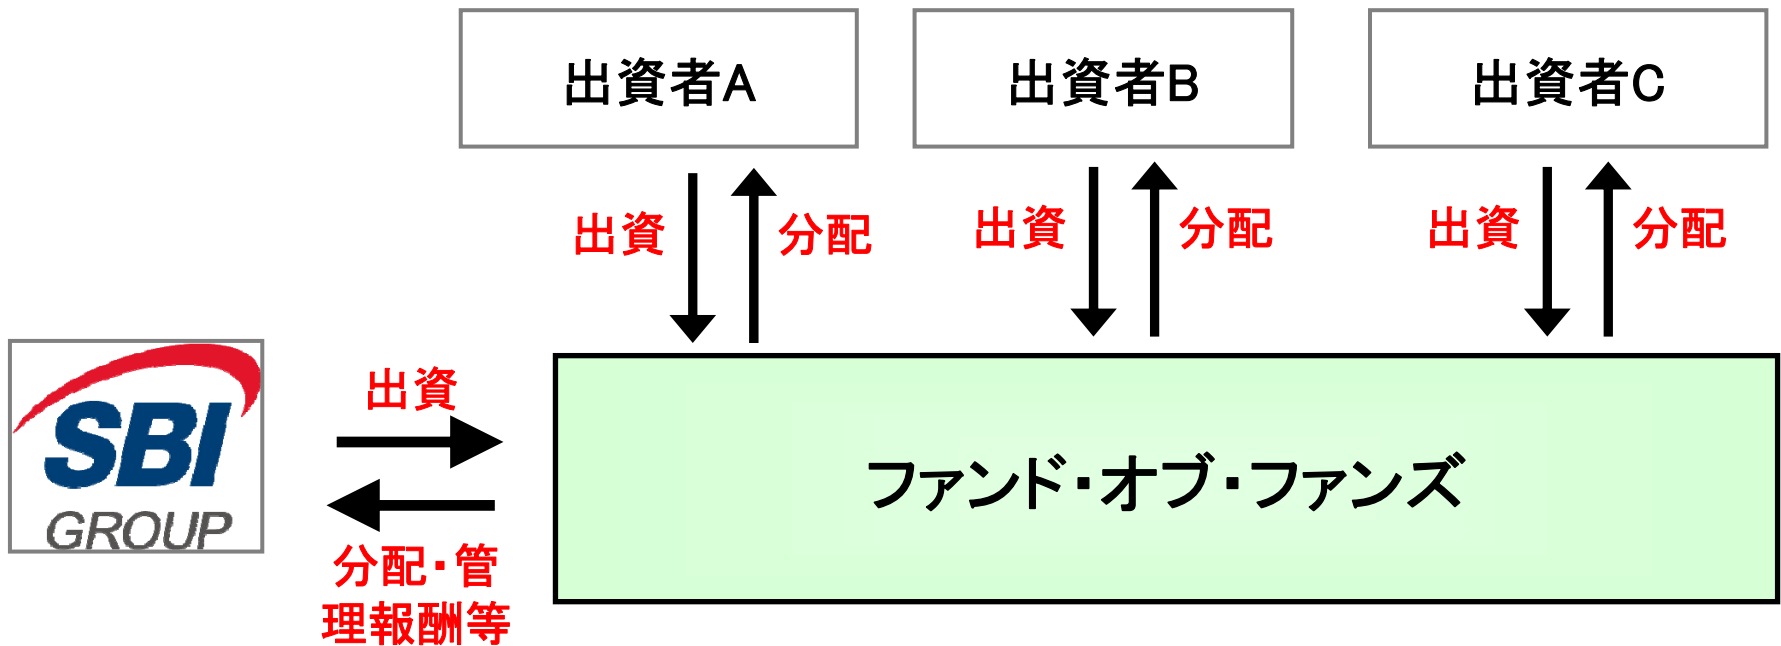 出資者A
出資者B
出資者C
出資
分配
出資
分配
出資
分配
SBI
GROUP
出資
分配・管
理報酬等
ファンド・オブ・ファンズ